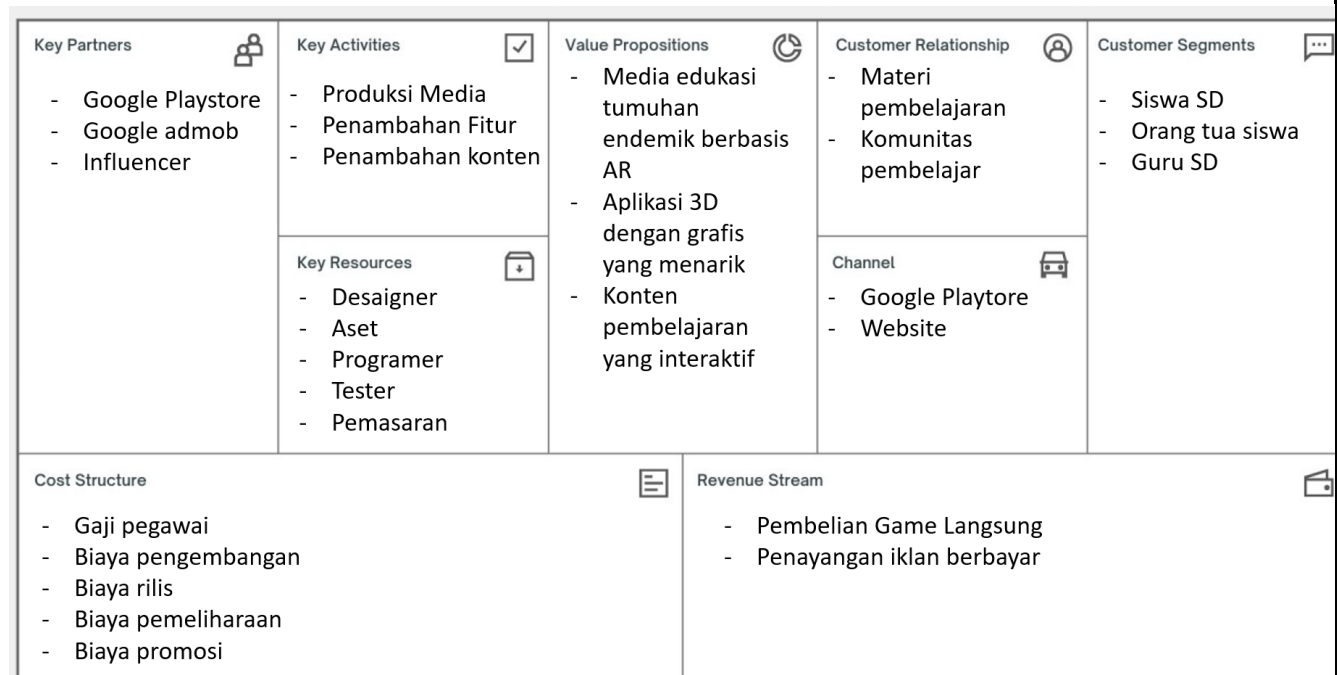 Key Partners
- Google Playstore
- Google admob
- Influencer
Key Activities
- Produksi Media
- Penambahan Fitur
- Penambahan konten
Key Resources
- Desaigner
- Aset
- Programer
- Tester
- Pemasaran
Value Propositions
- Media edukasi
tumuhan
endemik berbasis
AR
- Aplikasi 3D
dengan grafis
yang menarik
- Konten
pembelajaran
yang interaktif
Customer Relationship
- Materi
pembelajaran
- Komunitas
pembelajar
Channel
- Google Playtore
- Website
Customer Segments
- Siswa SD
- Orang tua siswa
- Guru SD
Cost Structure
- Gaji pegawai
- Biaya pengembangan
- Biaya rilis
- Biaya pemeliharaan
- Biaya promosi
Revenue Stream
- Pembelian Game Langsung
- Penayangan iklan berbayar